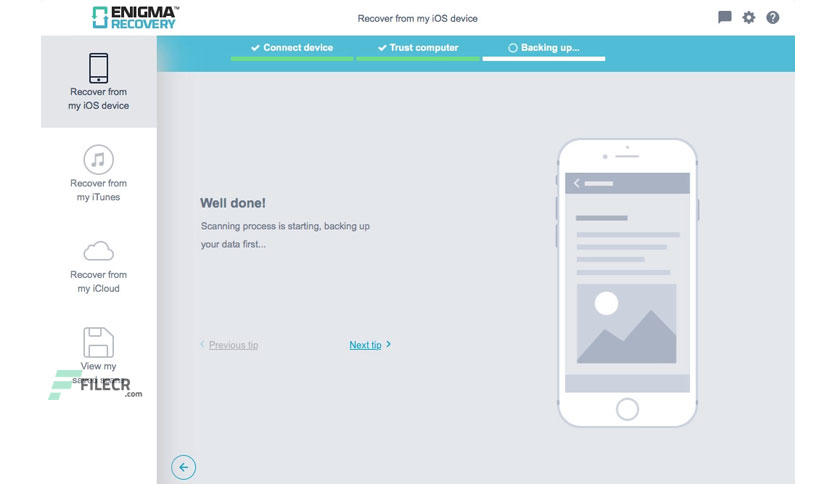 ENIGMA™
RECOVERY
Recover from my iOS device
Connect device
Trust computer
Backing up...
Recover from
my iOS device
Recover from
my iTunes
Recover from
my iCloud
View my
FILECR
.com
Well done!
Scanning process is starting, backing up
your data first...
Previous tip
Next tip